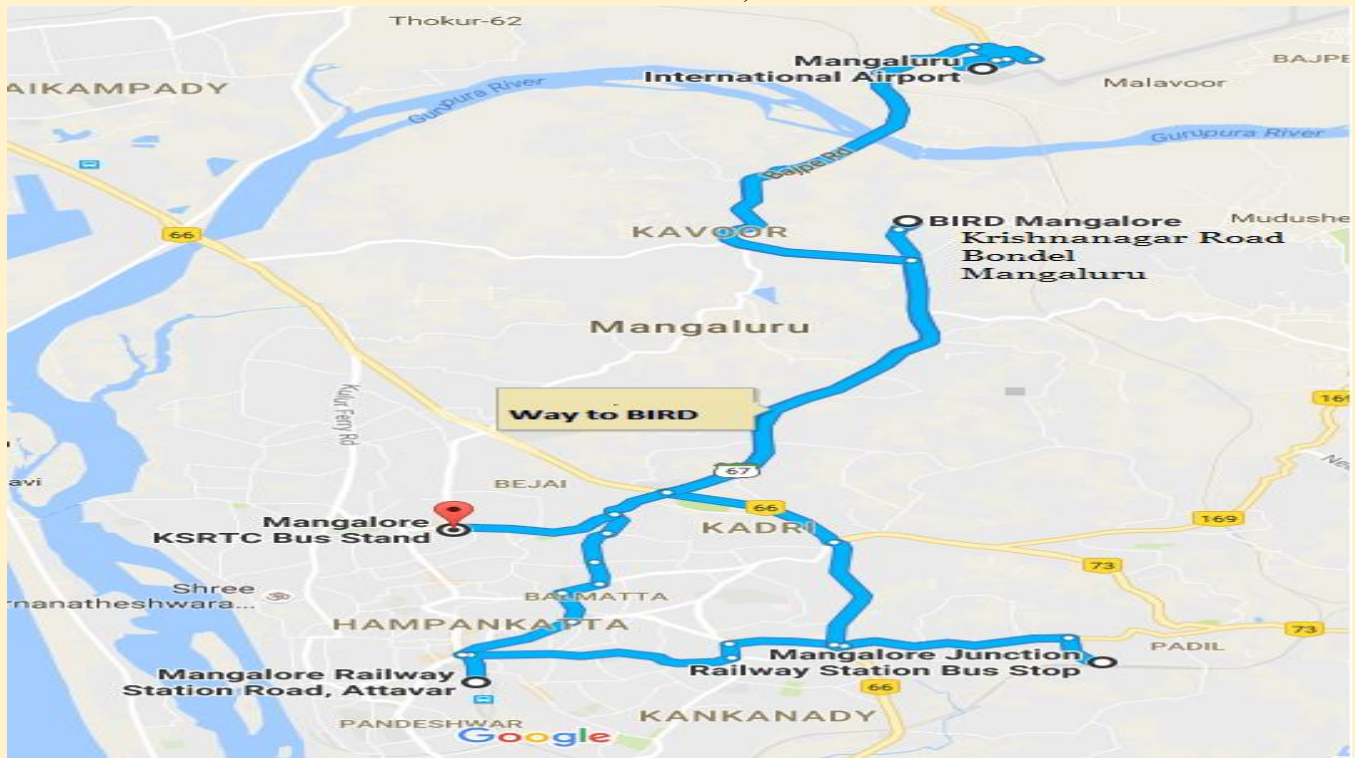 Thokur-62
Mangaluru
International Airport
BAJPE
AIKAMPADY
Malavoor
Gurupura River
Gurupura River
Bajpe Rd
BIRD Mangalore
Krishnanagar Road
Bondel
Mangaluru
Mudushe
KAVOOR
66
Mangaluru
Way to BIRD
Kulur Ferry Rd
169
67
BEJAI
66
KADRI
169
Mangalore
KSRTC Bus Stand
avi
73
Shree
rnanatheshwara...
BALMATTA
HAMPANKATTA
73
PADIL
Mangalore Railway
Station Road, Attavar
Mangalore Junction
Railway Station Bus Stop
66
PANDESHWAR
KANKANADY
Google